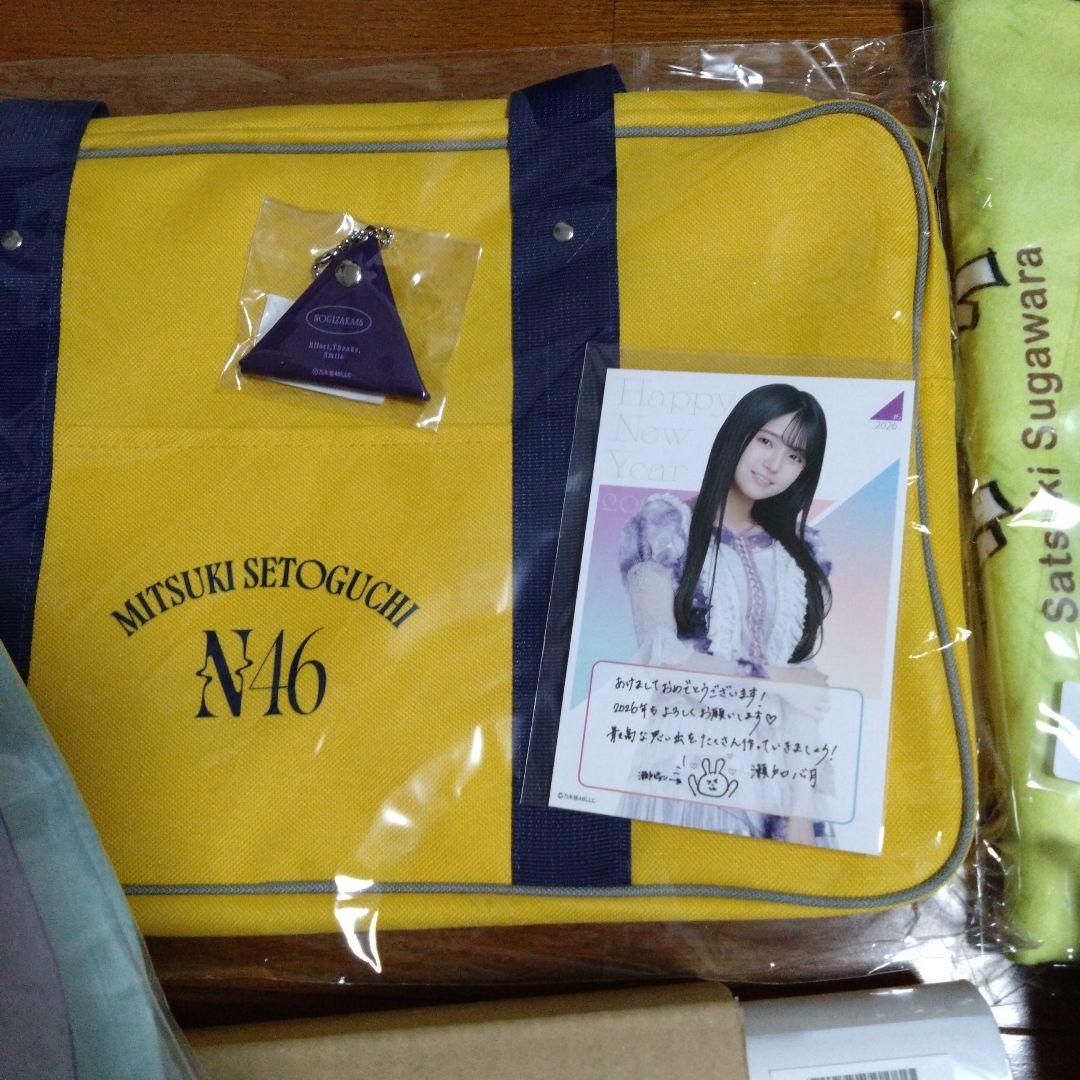 NOGIZAKA46
Effort, Thanks,
Smile
©乃木坂46LLC
MITSUKI SETOGUCHI
N46
Happy
New
Year
20
46
2026
あけましておめでとうございます!
2026年もよろしくお願いします♡
最高な思い出をたくさん作っていきましょう!
瀬戸口心月
©乃木坂46LLC
Satsuki Sugawara